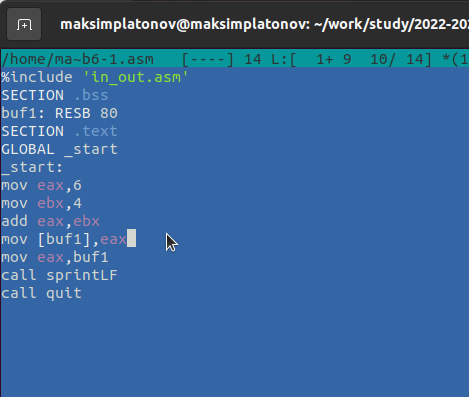 maksimplatonov@maksimplatonov: ~/work/study/2022-202
/home/ma~b6-1.asm [----] 14 L:[ 1+ 9 10/ 14] *(1
%include 'in_out.asm'
SECTION .bss
buf1: RESB 80
SECTION .text
GLOBAL _start
_start:
mov eax,6
mov ebx,4
add eax,ebx
mov [buf1],eax
mov eax,buf1
call sprintLF
call quit